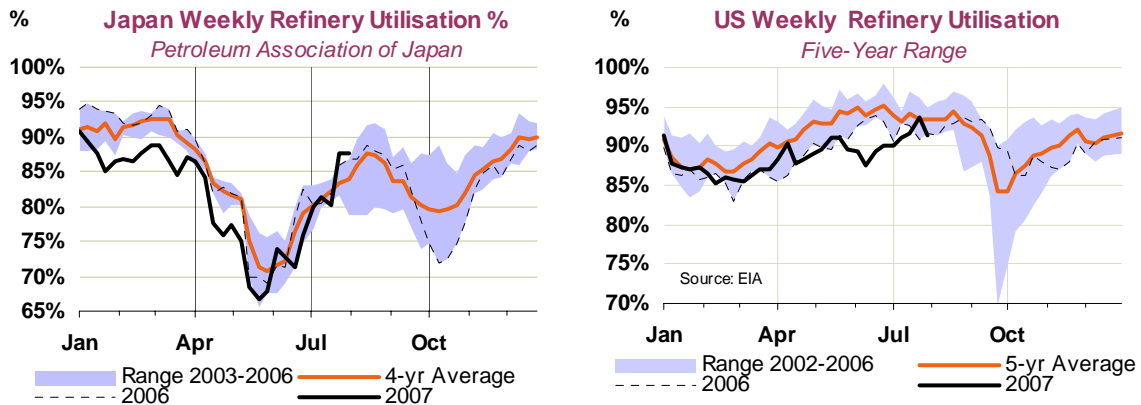 %
Japan Weekly Refinery Utilisation %
Petroleum Association of Japan
100%
95%
90%
85%
80%
75%
70%
65%
Jan Apr Jul Oct
Range 2003-2006 4-yr Average
2006 2007
%
US Weekly Refinery Utilisation
Five-Year Range
100%
95%
90%
85%
80%
75%
70%
Source: EIA
Jan Apr Jul Oct
Range 2002-2006 5-yr Average
2006 2007